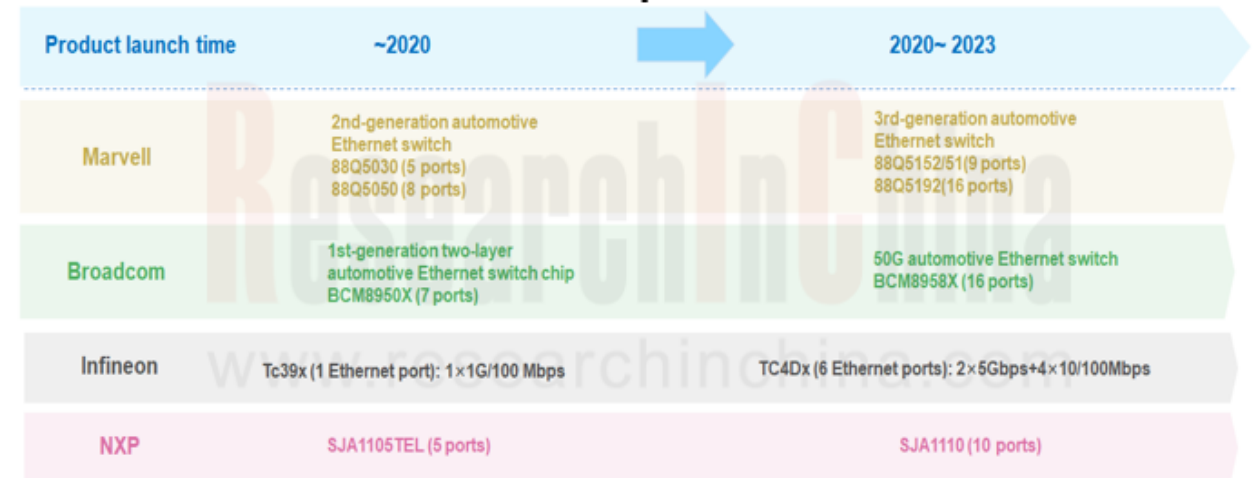 Product launch time ~2020 2020~ 2023
Marvell
2nd-generation automotive
Ethernet switch
88Q5030 (5 ports)
88Q5050 (8 ports)
3rd-generation automotive
Ethernet switch
88Q5152/51(9 ports)
88Q5192(16 ports)
Broadcom
1st-generation two-layer
automotive Ethernet switch chip
BCM8950X (7 ports)
50G automotive Ethernet switch
BCM8958X (16 ports)
Infineon
Tc39x (1 Ethernet port): 1×1G/100 Mbps
TC4Dx (6 Ethernet ports): 2×5Gbps+4×10/100Mbps
NXP
SJA1105TEL (5 ports)
SJA1110 (10 ports)
ResearchInChina
www.researchinchina.com